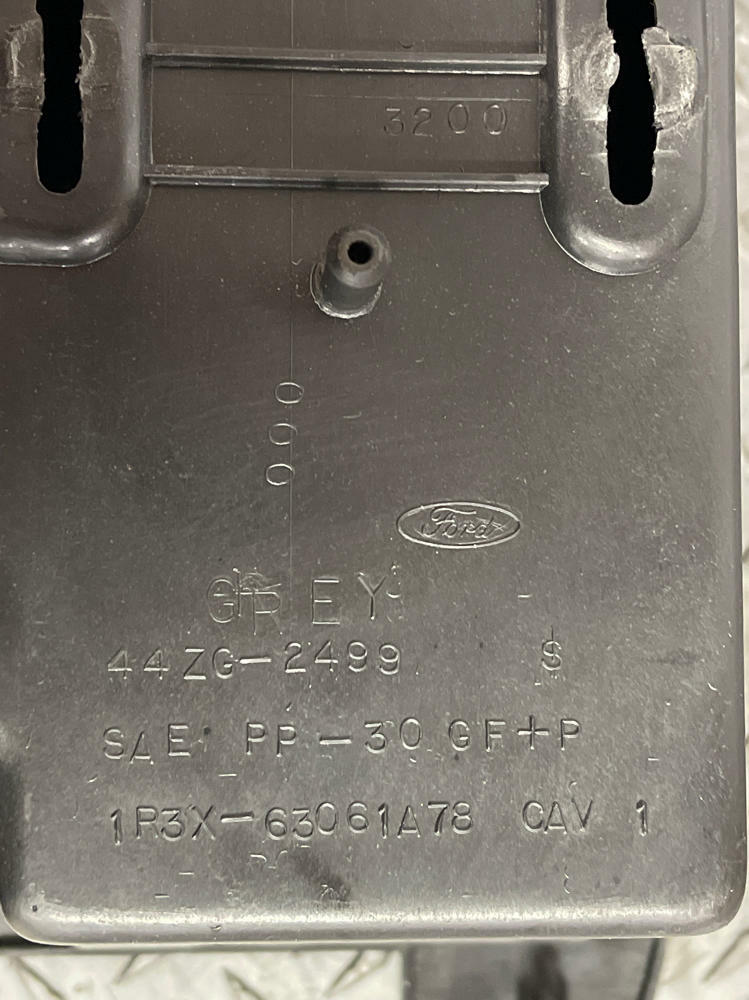 3200
000
Ford
GREY
44ZG-2499 $
SAE PP-30 GF+P
1R3X-63061A78 CAV 1